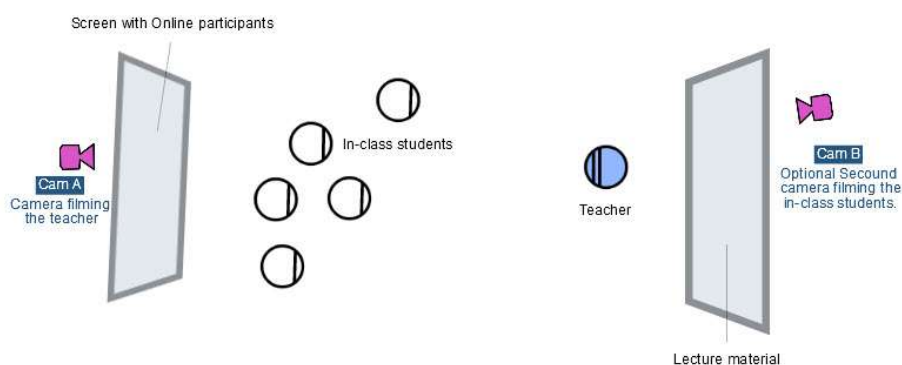 Screen with Online participants
In-class students
Cam A
Camera filming
the teacher
Teacher
Cam B
Optional Secound
camera filming the
in-class students.
Lecture material